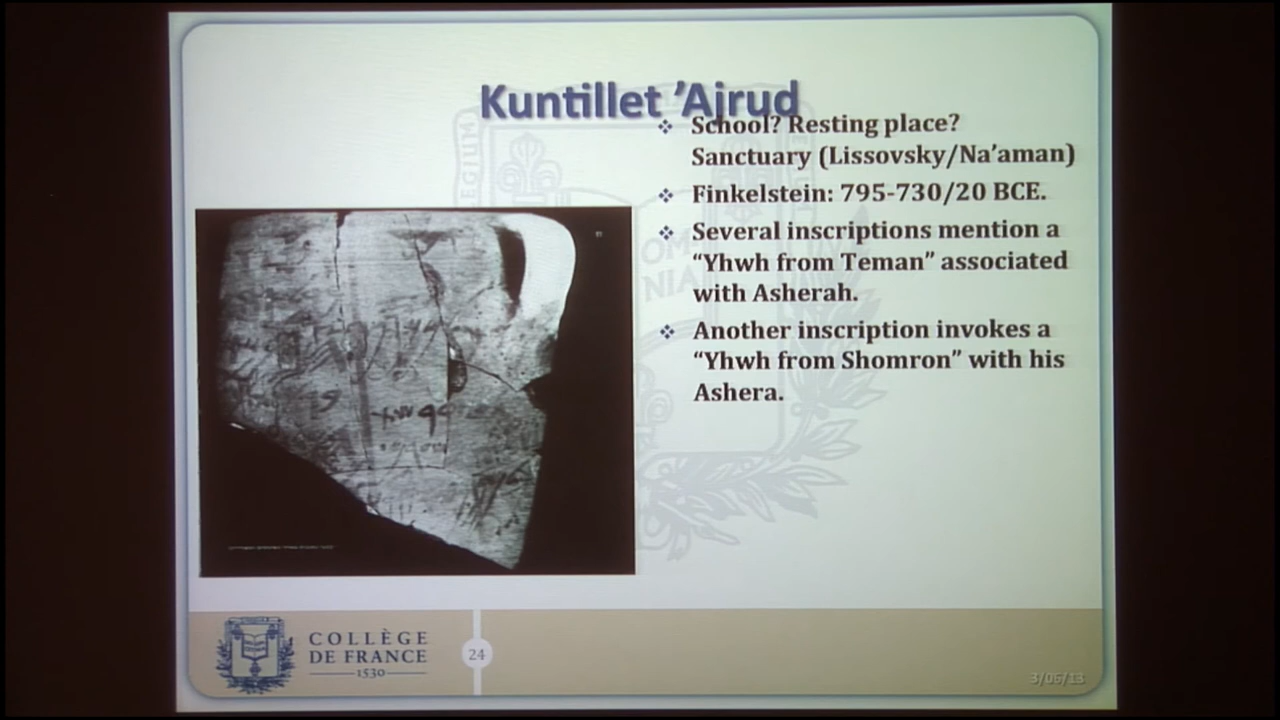 Kuntillet ’Ajrud
❖ School? Resting place?
Sanctuary (Lissovsky/Na’aman)
❖ Finkelstein: 795-730/20 BCE.
❖ Several inscriptions mention a
“Yhwh from Teman” associated
with Asherah.
❖ Another inscription invokes a
“Yhwh from Shomron” with his
Ashera.
COLLÈGE
DE FRANCE
1530
24
3/06/13